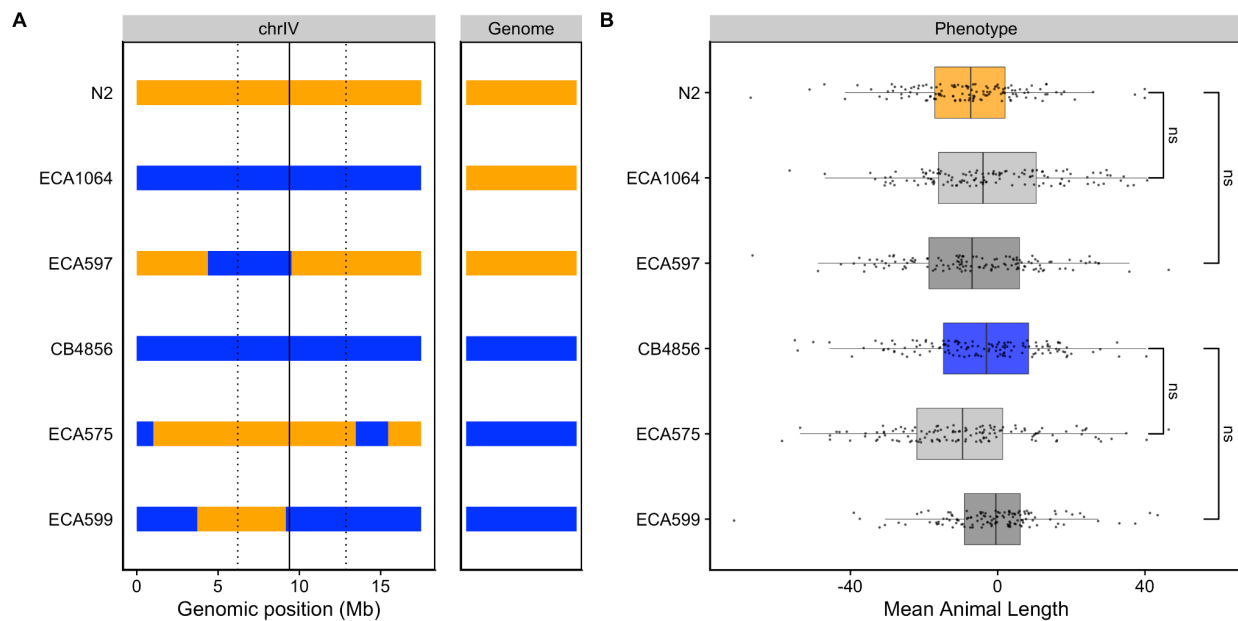 A
chrIV
Genome
N2
ECA1064
ECA597
CB4856
ECA575
ECA599
0
5
10
15
Genomic position (Mb)
B
Phenotype
N2
ECA1064
ECA597
CB4856
ECA575
ECA599
ns
ns
ns
ns
-40
0
40
Mean Animal Length